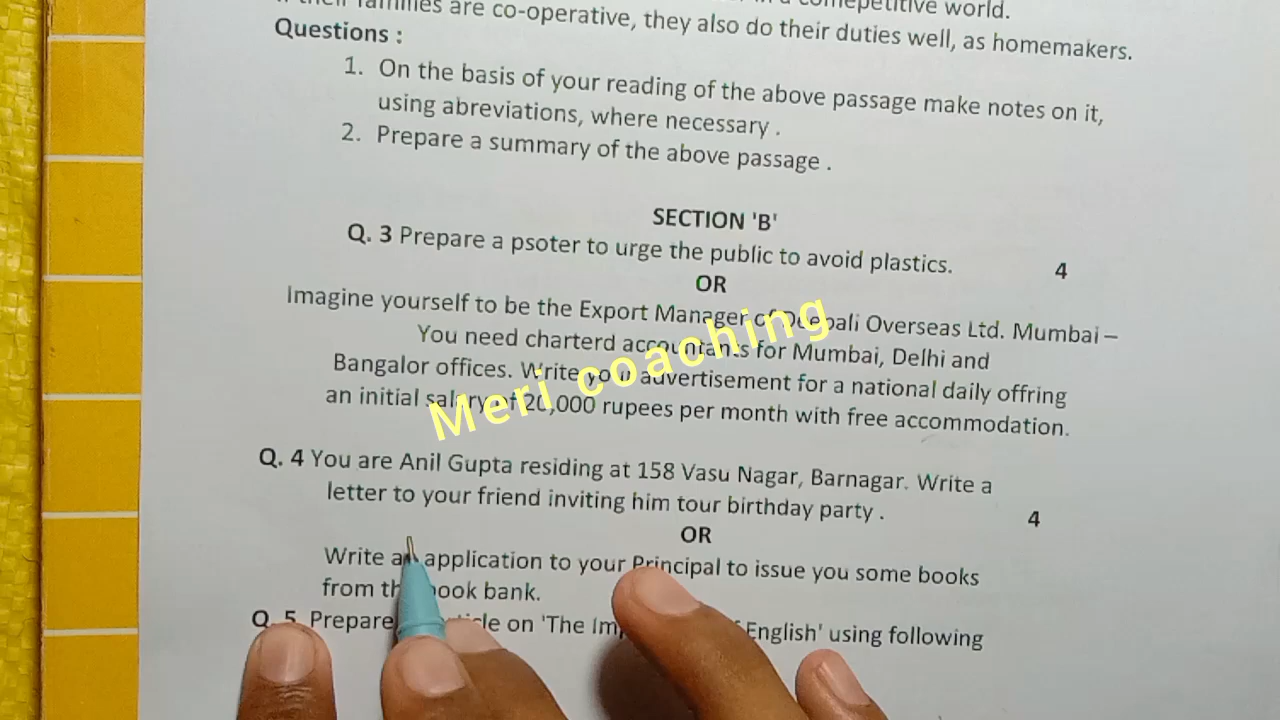 competitive world.
families are co-operative, they also do their duties well, as homemakers.
Questions :
1. On the basis of your reading of the above passage make notes on it,
using abreviations, where necessary .
2. Prepare a summary of the above passage .
SECTION 'B'
Q. 3 Prepare a psoter to urge the public to avoid plastics. 4
OR
Imagine yourself to be the Export Manager of Deepali Overseas Ltd. Mumbai –
You need charterd accountants for Mumbai, Delhi and
Bangalor offices. Write your advertisement for a national daily offring
an initial salary of 20,000 rupees per month with free accommodation.
Meri coaching
Q. 4 You are Anil Gupta residing at 158 Vasu Nagar, Barnagar. Write a
letter to your friend inviting him tour birthday party . 4
OR
Write an application to your Principal to issue you some books
from the book bank.
Q. 5 Prepare on 'The English' using following